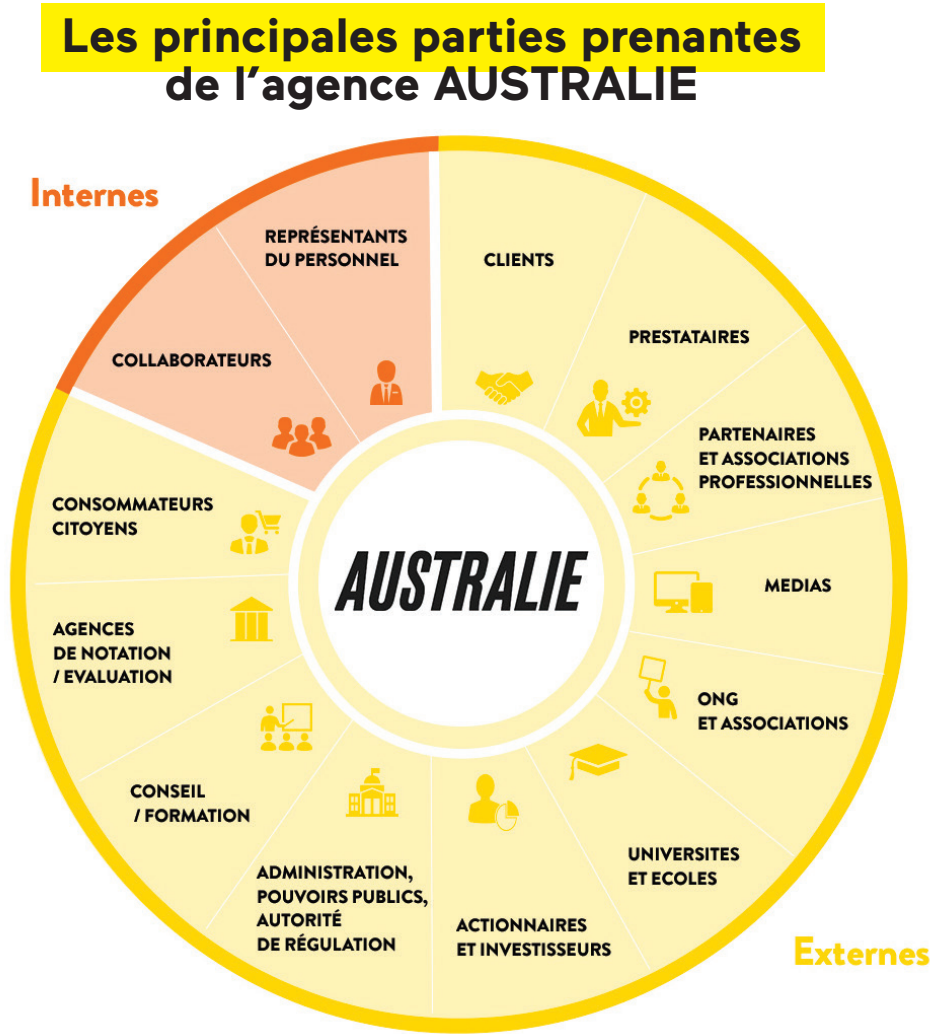 Les principales parties prenantes
de l’agence AUSTRALIE
Internes
REPRÉSENTANTS
DU PERSONNEL
COLLABORATEURS
CLIENTS
PRESTATAIRES
PARTENAIRES
ET ASSOCIATIONS
PROFESSIONNELLES
MEDIAS
ONG
ET ASSOCIATIONS
UNIVERSITES
ET ECOLES
ACTIONNAIRES
ET INVESTISSEURS
ADMINISTRATION,
POUVOIRS PUBLICS,
AUTORITÉ
DE RÉGULATION
CONSEIL
/ FORMATION
AGENCES
DE NOTATION
/ EVALUATION
CONSOMMATEURS
CITOYENS
AUSTRALIE
Externes